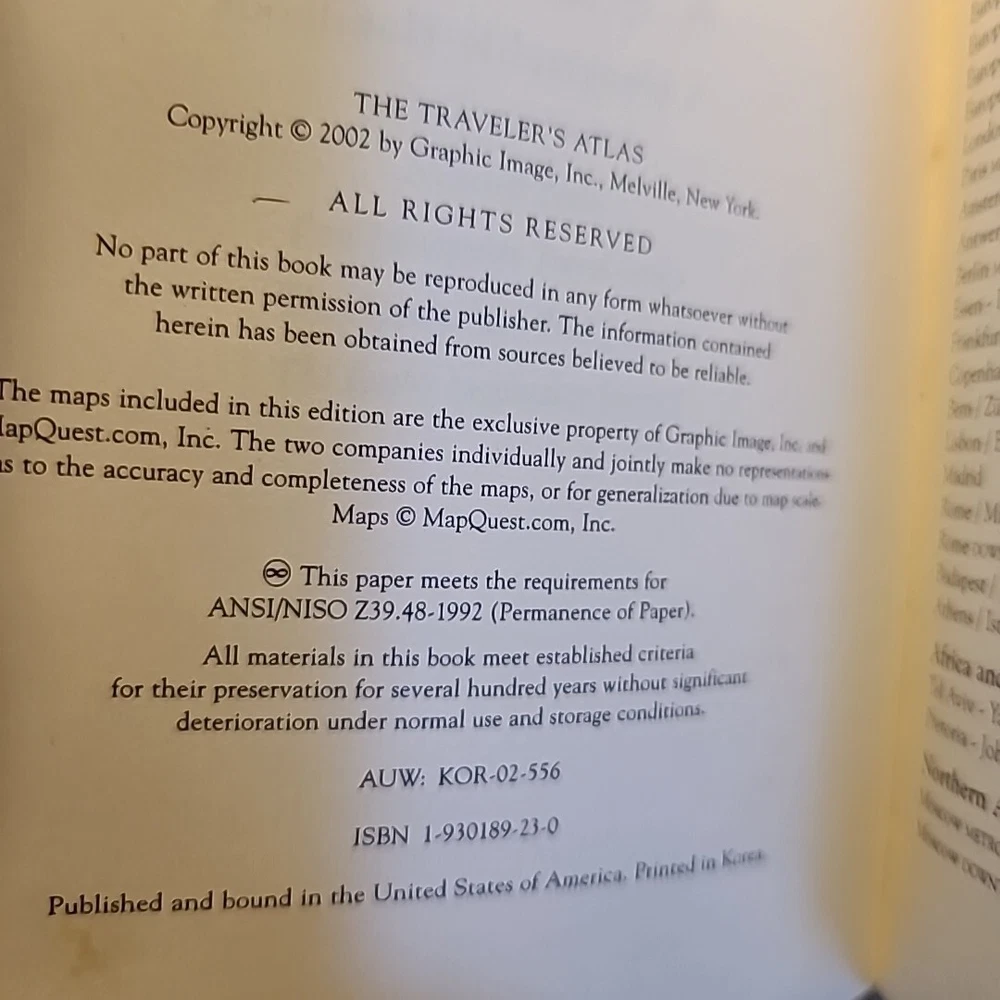 THE TRAVELER'S ATLAS
Copyright © 2002 by Graphic Image, Inc., Melville, New York.
— ALL RIGHTS RESERVED
No part of this book may be reproduced in any form whatsoever without
the written permission of the publisher. The information contained
herein has been obtained from sources believed to be reliable.
The maps included in this edition are the exclusive property of Graphic Image, Inc. and
MapQuest.com, Inc. The two companies individually and jointly make no representations
as to the accuracy and completeness of the maps, or for generalization due to map scale.
Maps © MapQuest.com, Inc.
♾ This paper meets the requirements for
ANSI/NISO Z39.48-1992 (Permanence of Paper).
All materials in this book meet established criteria
for their preservation for several hundred years without significant
deterioration under normal use and storage conditions.
AUW: KOR-02-556
ISBN 1-930189-23-0
Published and bound in the United States of America. Printed in Korea.
Madrid
Africa and
Northern